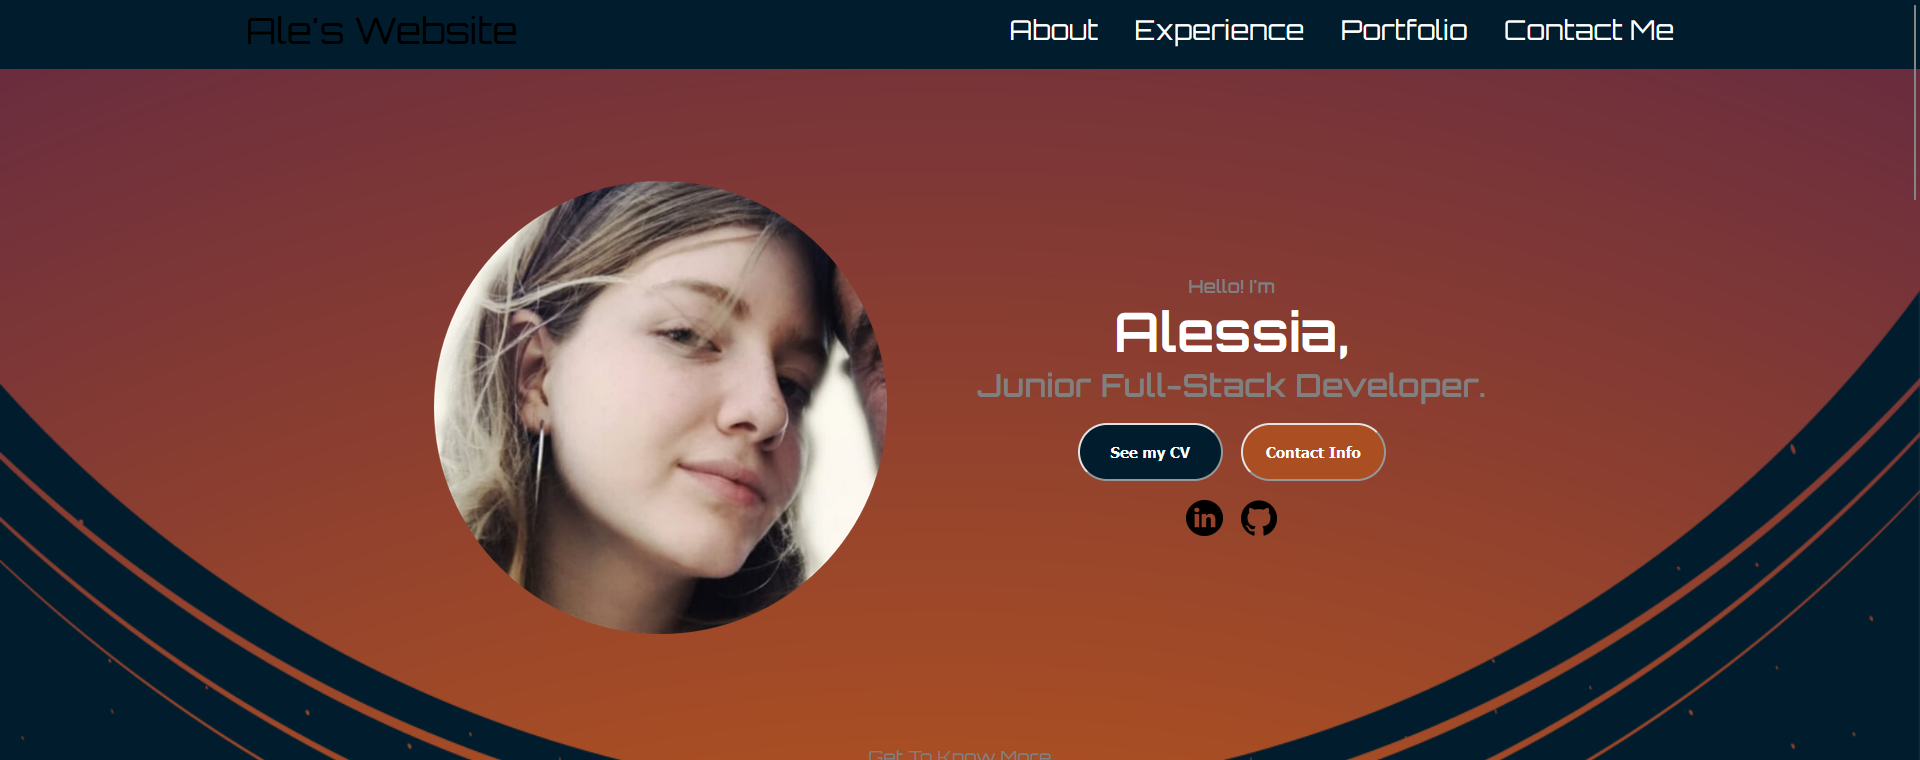 Ale's Website
About Experience Portfolio Contact Me
Hello! I'm
Alessia,
Junior Full-Stack Developer.
See my CV Contact Info
in
Get To Know More